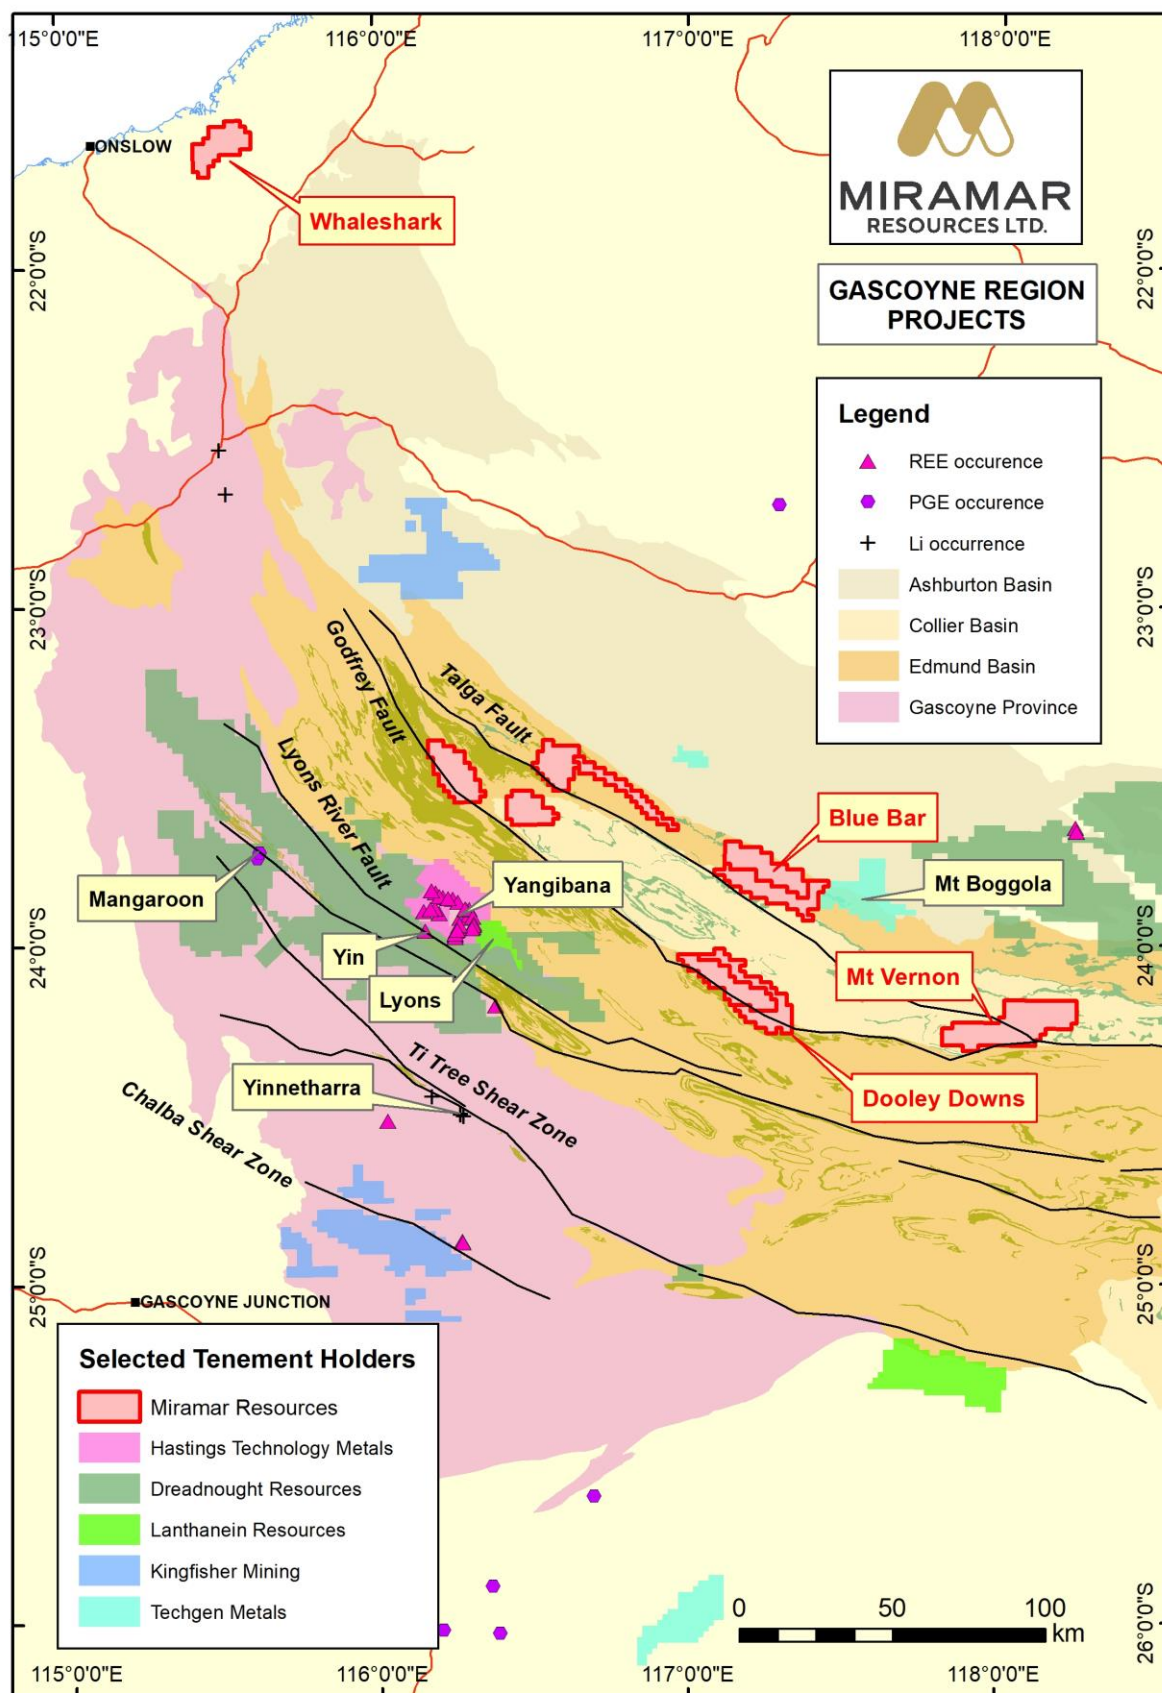 115°0'0"E
116°0'0"E
117°0'0"E
118°0'0"E
MIRAMAR
RESOURCES LTD.
ONSLOW
Whaleshark
22°0'0"S
22°0'0"S
GASCOYNE REGION
PROJECTS
Legend
REE occurence
PGE occurence
Li occurrence
Ashburton Basin
Collier Basin
Edmund Basin
Gascoyne Province
23°0'0"S
23°0'0"S
Godfrey Fault
Talga Fault
Lyons River Fault
Blue Bar
Mangaroon
Yangibana
Mt Boggola
Yin
Lyons
24°0'0"S
24°0'0"S
Mt Vernon
Yinnetharra
Ti Tree Shear Zone
Dooley Downs
Chalba Shear Zone
25°0'0"S
25°0'0"S
GASCOYNE JUNCTION
Selected Tenement Holders
Miramar Resources
Hastings Technology Metals
Dreadnought Resources
Lanthanein Resources
Kingfisher Mining
Techgen Metals
0 50 100
km
26°0'0"S
115°0'0"E
116°0'0"E
117°0'0"E
118°0'0"E